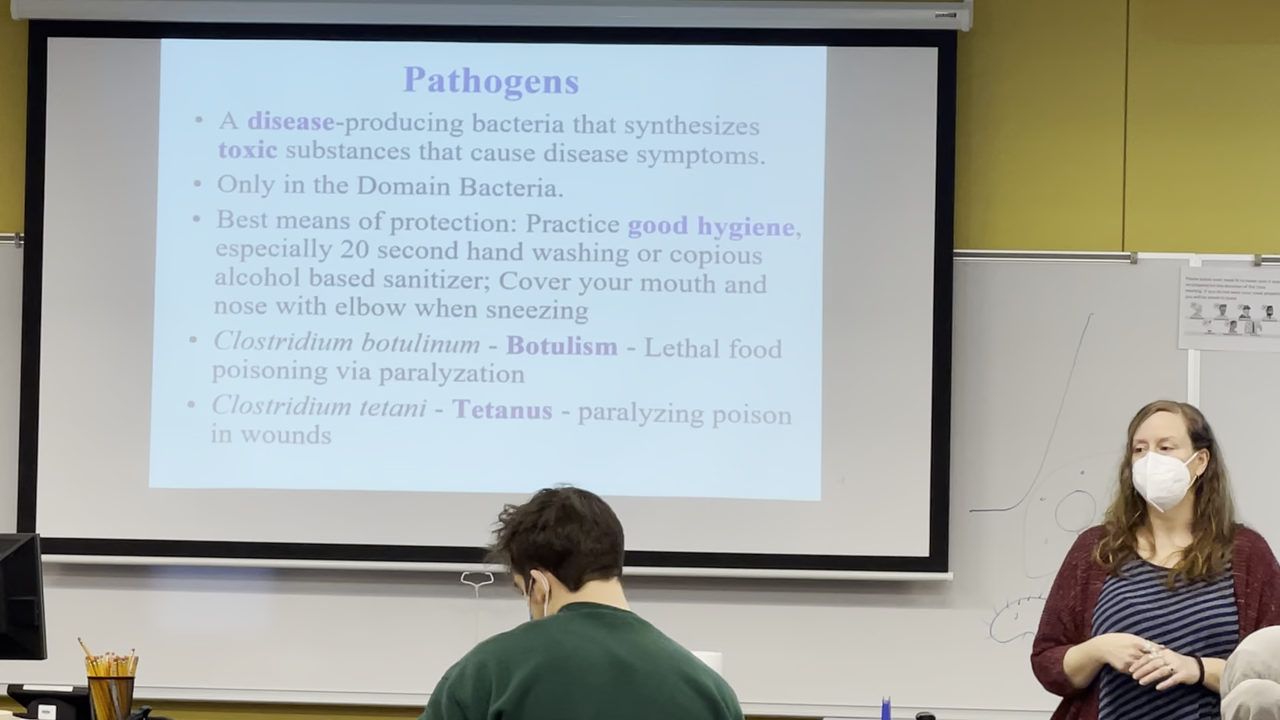 Pathogens
• A disease-producing bacteria that synthesizes
toxic substances that cause disease symptoms.
• Only in the Domain Bacteria.
• Best means of protection: Practice good hygiene,
especially 20 second hand washing or copious
alcohol based sanitizer; Cover your mouth and
nose with elbow when sneezing
• Clostridium botulinum - Botulism - Lethal food
poisoning via paralyzation
• Clostridium tetani - Tetanus - paralyzing poison
in wounds